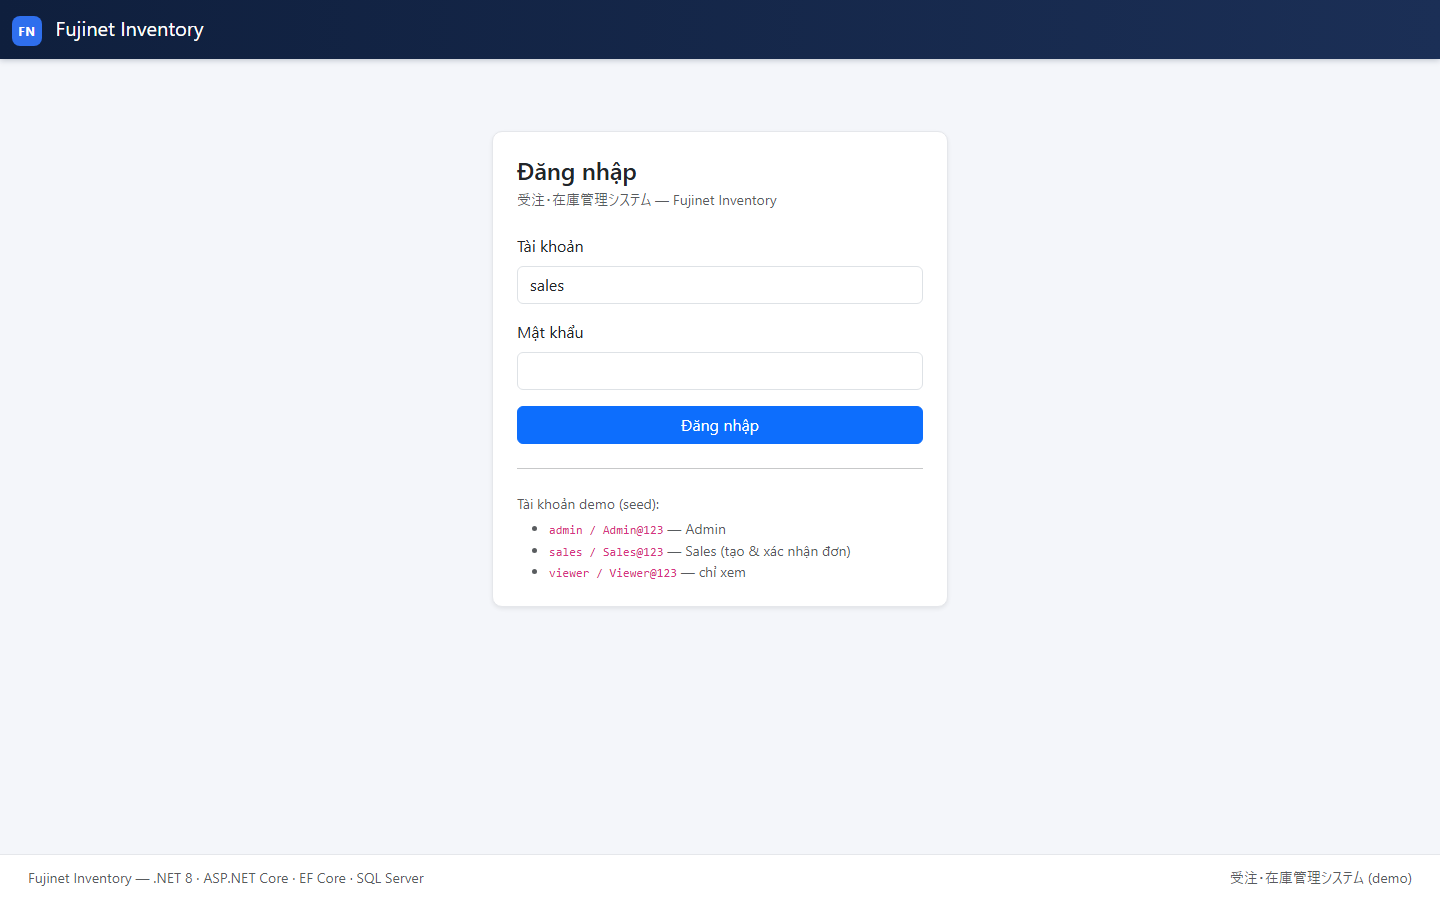 FN Fujinet Inventory
Đăng nhập
受注・在庫管理システム — Fujinet Inventory
Tài khoản
sales
Mật khẩu
Đăng nhập
Tài khoản demo (seed):
admin / Admin@123 — Admin
sales / Sales@123 — Sales (tạo & xác nhận đơn)
viewer / Viewer@123 — chỉ xem
Fujinet Inventory — .NET 8 · ASP.NET Core · EF Core · SQL Server
受注・在庫管理システム (demo)